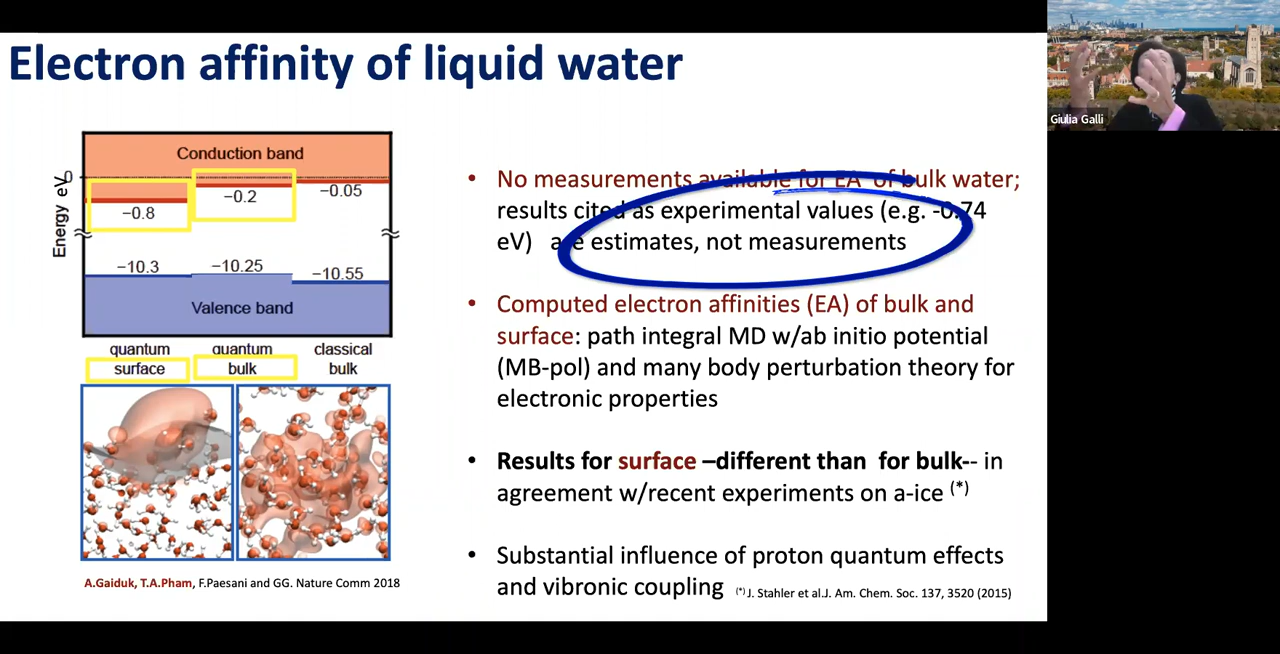 Electron affinity of liquid water
Giulia Galli
Conduction band
Energy eV
0
−0.8
−0.2
−0.05
−10.3
−10.25
−10.55
Valence band
quantum
surface
quantum
bulk
classical
bulk
A.Gaiduk, T.A.Pham, F.Paesani and GG. Nature Comm 2018
• No measurements available for EA of bulk water;
results cited as experimental values (e.g. -0.74
eV) are estimates, not measurements
• Computed electron affinities (EA) of bulk and
surface: path integral MD w/ab initio potential
(MB-pol) and many body perturbation theory for
electronic properties
• Results for surface –different than for bulk-- in
agreement w/recent experiments on a-ice (*)
• Substantial influence of proton quantum effects
and vibronic coupling
(*) J. Stahler et al.J. Am. Chem. Soc. 137, 3520 (2015)